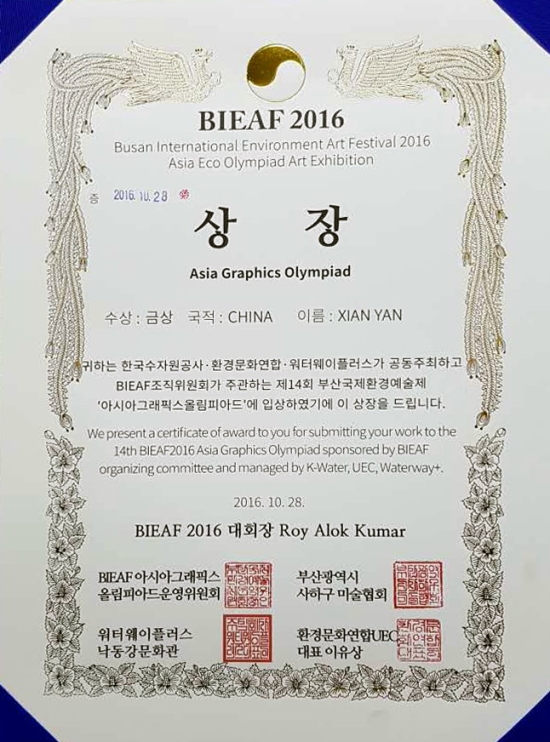 BIEAF 2016
Busan International Environment Art Festival 2016
Asia Eco Olympiad Art Exhibition
증 2016.10.28
상 장
Asia Graphics Olympiad
수상 : 금상 국적 : CHINA 이름 : XIAN YAN
귀하는 한국수자원공사·환경문화연합·워터웨이플러스가 공동주최하고
BIEAF조직위원회가 주관하는 제14회 부산국제환경예술제
'아시아그래픽스올림피아드'에 입상하였기에 이 상장을 드립니다.
We present a certificate of award to you for submitting your work to the
14th BIEAF2016 Asia Graphics Olympiad sponsored by BIEAF
organizing committee and managed by K-Water, UEC, Waterway+.
2016. 10. 28.
BIEAF 2016 대회장 Roy Alok Kumar
BIEAF 아시아그래픽스
올림피아드운영위원회
부산광역시
사하구 미술협회
워터웨이플러스
낙동강문화관
환경문화연합UEC
대표 이유상